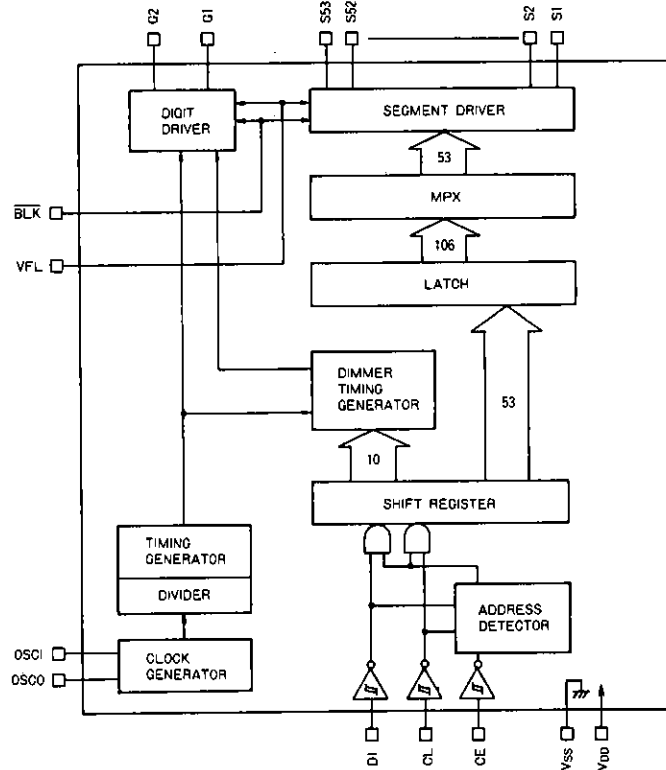 G2
G1
S53
S52
S2
S1
DIGIT
DRIVER
SEGMENT DRIVER
53
BLK
MPX
106
VFL
LATCH
DIMMER
TIMING
GENERATOR
53
10
SHIFT REGISTER
TIMING
GENERATOR
DIVIDER
ADDRESS
DETECTOR
OSCI
OSCO
CLOCK
GENERATOR
DI
CL
CE
VSS
VDD